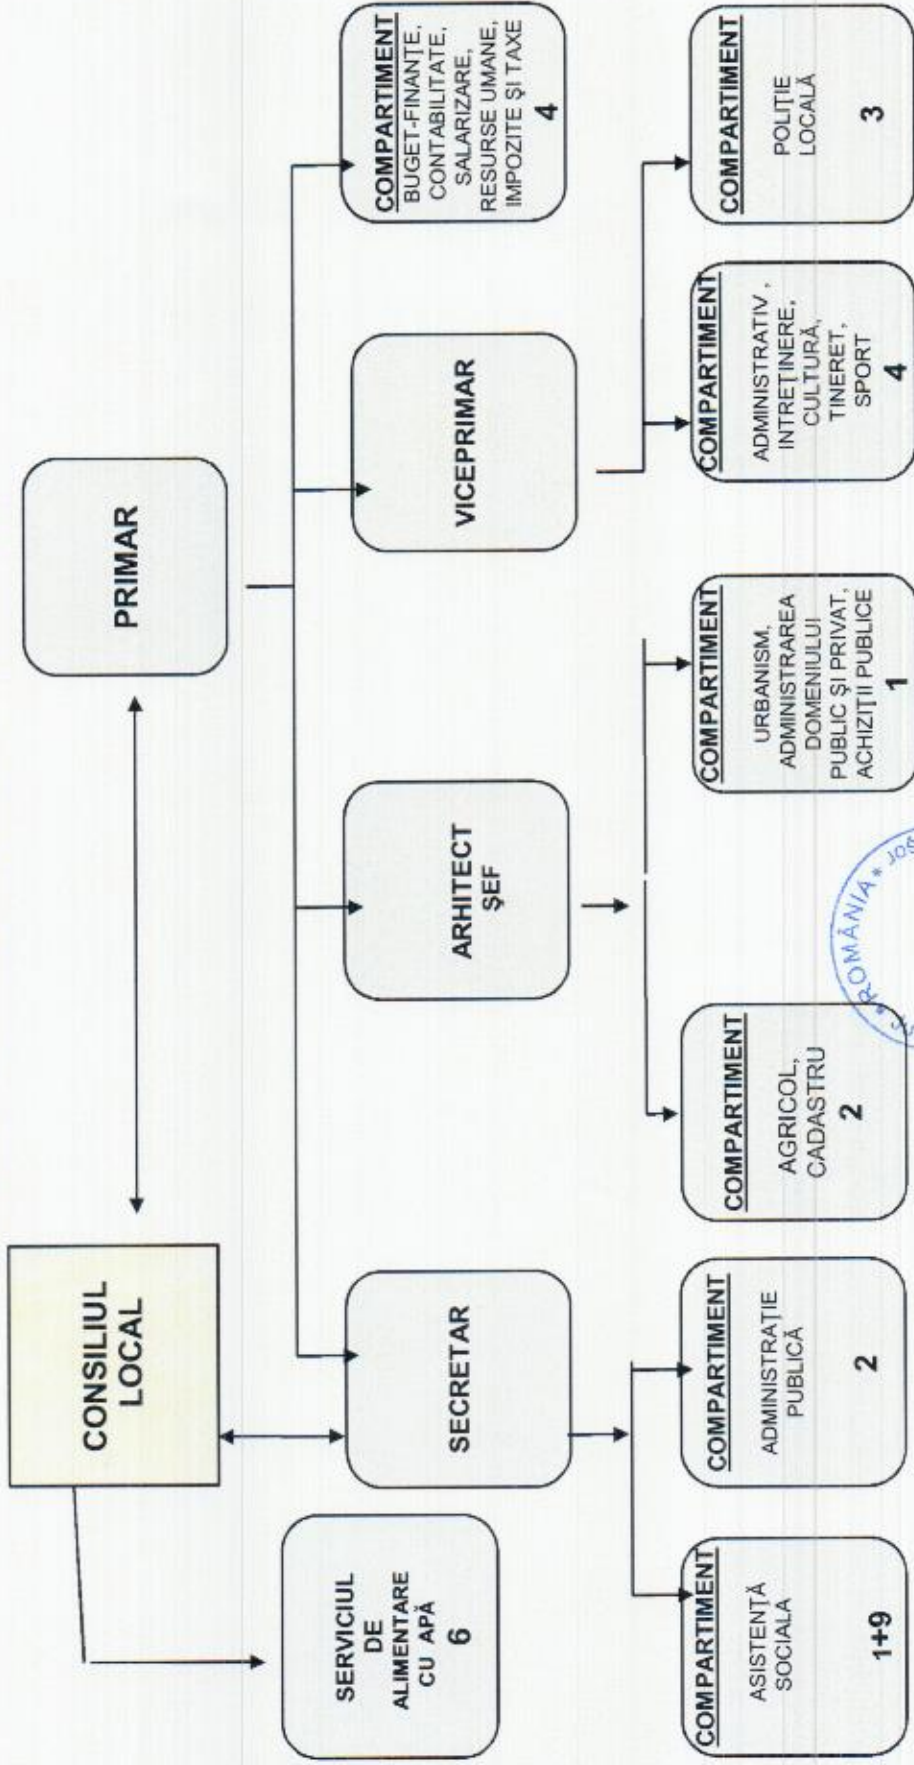 CONSILIUL
LOCAL
PRIMAR
SERVICIUL
DE
ALIMENTARE
CU APĂ
6
SECRETAR
ARHITECT
ŞEF
VICEPRIMAR
COMPARTIMENT
BUGET-FINANŢE,
CONTABILITATE,
SALARIZARE,
RESURSE UMANE,
IMPOZITE ŞI TAXE
4
COMPARTIMENT
ASISTENŢĂ
SOCIALA
1+9
COMPARTIMENT
ADMINISTRAŢIE
PUBLICĂ
2
COMPARTIMENT
AGRICOL,
CADASTRU
2
COMPARTIMENT
URBANISM,
ADMINISTRAREA
DOMENIULUI
PUBLIC ŞI PRIVAT,
ACHIZIŢII PUBLICE
1
COMPARTIMENT
ADMINISTRATIV ,
INTREŢINERE,
CULTURĂ,
TINERET,
SPORT
4
COMPARTIMENT
POLIŢIE
LOCALĂ
3
*ROMÂNIA*